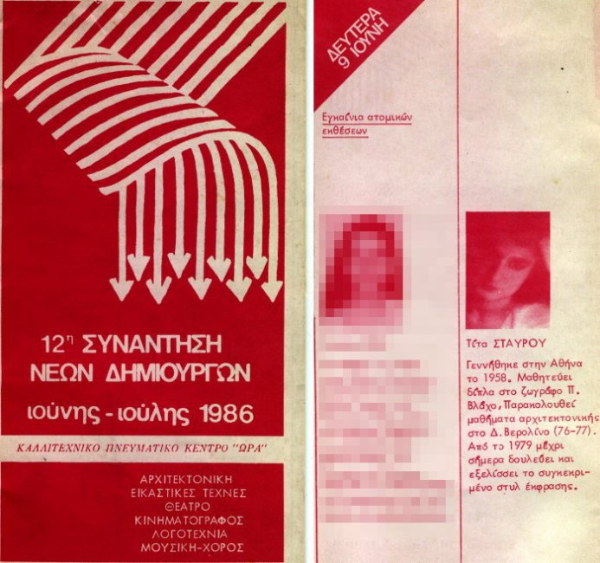 12η ΣΥΝΑΝΤΗΣΗ
ΝΕΩΝ ΔΗΜΙΟΥΡΓΩΝ
ιούνης - ιούλης 1986
ΚΑΛΛΙΤΕΧΝΙΚΟ ΠΝΕΥΜΑΤΙΚΟ ΚΕΝΤΡΟ "ΩΡΑ"
ΑΡΧΙΤΕΚΤΟΝΙΚΗ
ΕΙΚΑΣΤΙΚΕΣ ΤΕΧΝΕΣ
ΘΕΑΤΡΟ
ΚΙΝΗΜΑΤΟΓΡΑΦΟΣ
ΛΟΓΟΤΕΧΝΙΑ
ΜΟΥΣΙΚΗ-ΧΟΡΟΣ
ΔΕΥΤΕΡΑ
9 ΙΟΥΝΗ
Εγκαίνια ατομικών
εκθέσεων
Τέτα ΣΤΑΥΡΟΥ
Γεννήθηκε στην Αθήνα
το 1958. Μαθητεύει
δίπλα στο ζωγράφο Π.
Βλάχο, Παρακολουθεί
μαθήματα αρχιτεκτονικής
στο Δ. Βερολίνο (76-77).
Από το 1979 μέχρι
σήμερα δουλεύει και
εξελίσσει το συγκεκρι-
μένο στυλ έκφρασης.